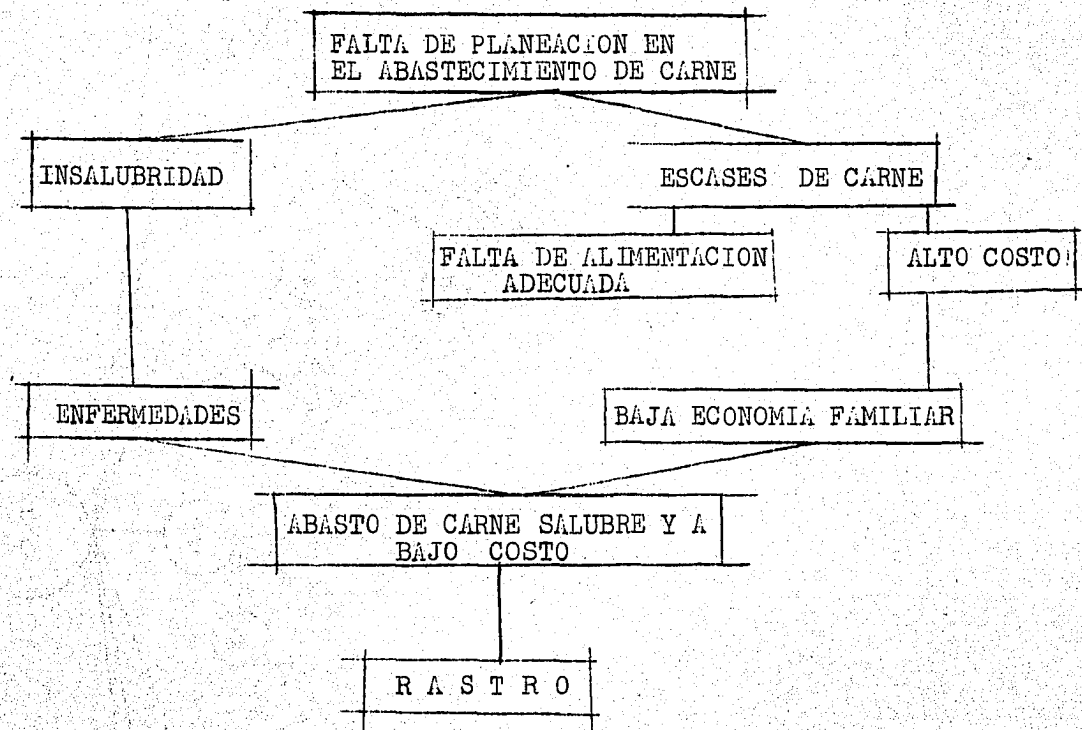 FALTA DE PLANEACION EN
EL ABASTECIMIENTO DE CARNE
INSALUBRIDAD
ESCASES DE CARNE
FALTA DE ALIMENTACION
ADECUADA
ALTO COSTO
ENFERMEDADES
BAJA ECONOMIA FAMILIAR
ABASTO DE CARNE SALUBRE Y A
BAJO COSTO
R A S T R O